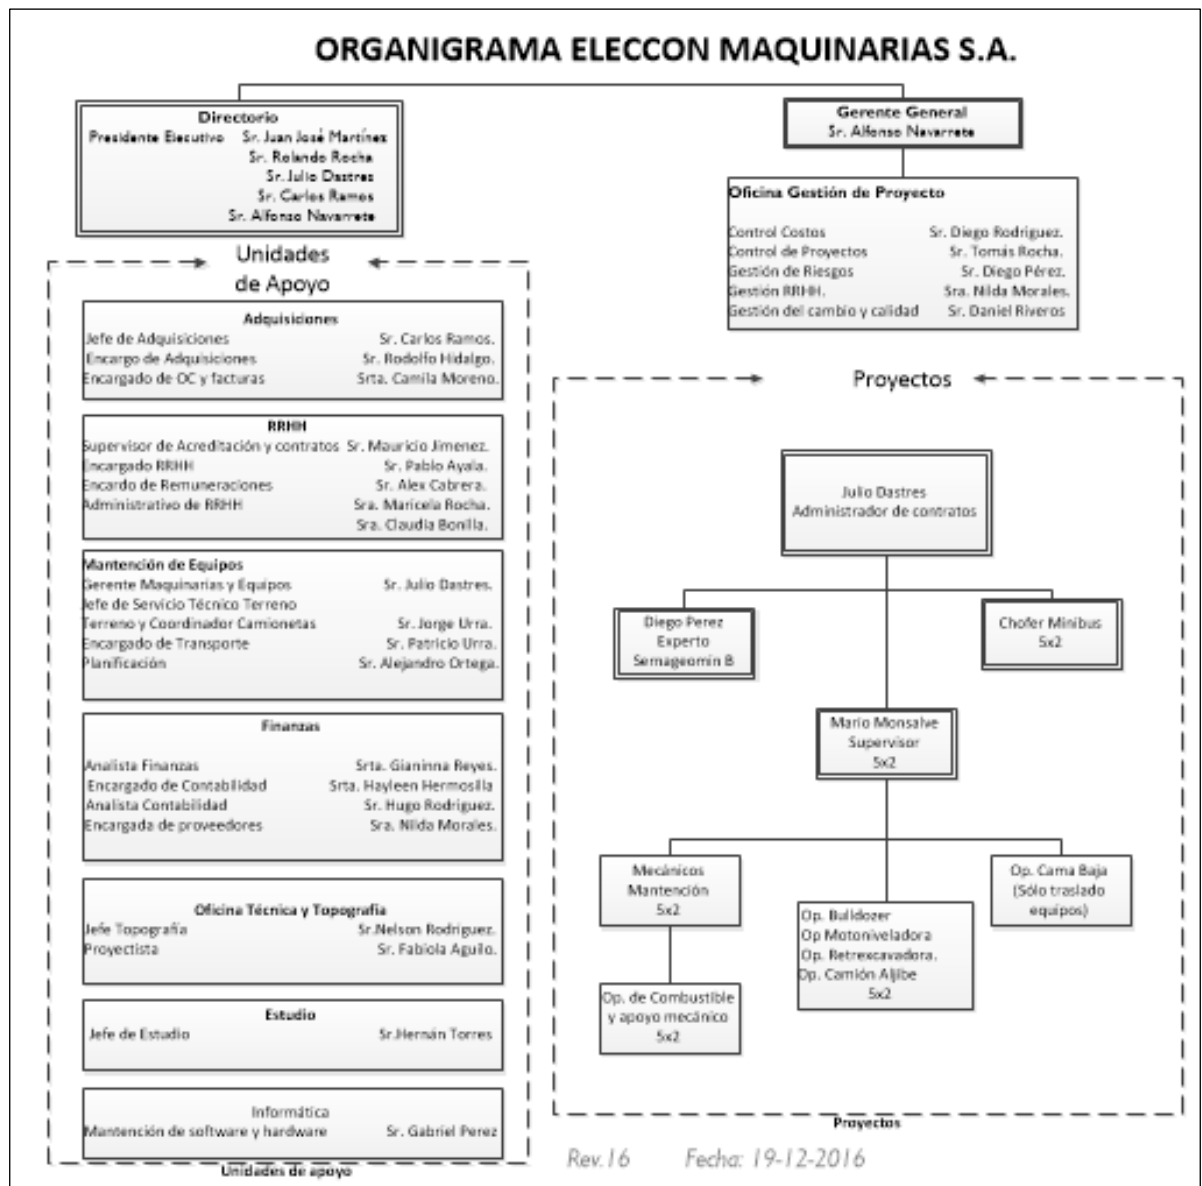 ORGANIGRAMA ELECCON MAQUINARIAS S.A.
Directorio
Presidente Ejecutivo Sr. Juan José Martínez
Sr. Rolando Rocha
Sr. Julio Dastres
Sr. Carlos Ramos
Sr. Alfonso Navarrete
Gerente General
Sr. Alfonso Navarrete
Oficina Gestión de Proyecto
Control Costos Sr. Diego Rodriguez.
Control de Proyectos Sr. Tomás Rocha.
Gestión de Riesgos Sr. Diego Pérez.
Gestión RRHH. Sra. Nilda Morales.
Gestión del cambio y calidad Sr. Daniel Riveros
Unidades
de Apoyo
Adquisiciones
Jefe de Adquisiciones Sr. Carlos Ramos.
Encargo de Adquisiciones Sr. Rodolfo Hidalgo.
Encargado de OC y facturas Srta. Camila Moreno.
RRHH
Supervisor de Acreditación y contratos Sr. Mauricio Jimenez.
Encargado RRHH Sr. Pablo Ayala.
Encardo de Remuneraciones Sr. Alex Cabrera.
Administrativo de RRHH Sra. Maricela Rocha.
Sra. Claudia Bonilla.
Mantención de Equipos
Gerente Maquinarias y Equipos Sr. Julio Dastres.
Jefe de Servicio Técnico Terreno
Terreno y Coordinador Camionetas Sr. Jorge Urra.
Encargado de Transporte Sr. Patricio Urra.
Planificación Sr. Alejandro Ortega.
Finanzas
Analista Finanzas Srta. Gianinna Reyes.
Encargado de Contabilidad Srta. Hayleen Hermosilla
Analista Contabilidad Sr. Hugo Rodriguez.
Encargada de proveedores Sra. Nilda Morales.
Oficina Técnica y Topografía
Jefe Topografía Sr.Nelson Rodriguez.
Proyectista Sr. Fabiola Aguilo.
Estudio
Jefe de Estudio Sr.Hernán Torres
Informática
Mantención de software y hardware Sr. Gabriel Perez
Unidades de apoyo
Proyectos
Julio Dastres
Administrador de contratos
Diego Perez
Experto
Sernageomin B
Chofer Minibus
5x2
Mario Monsalve
Supervisor
5x2
Mecánicos
Mantención
5x2
Op. Bulldozer
Op Motoniveladora
Op. Retrexcavadora.
Op. Camión Aljibe
5x2
Op. Cama Baja
(Sólo traslado
equipos)
Op. de Combustible
y apoyo mecánico
5x2
Proyectos
Rev.16 Fecha: 19-12-2016